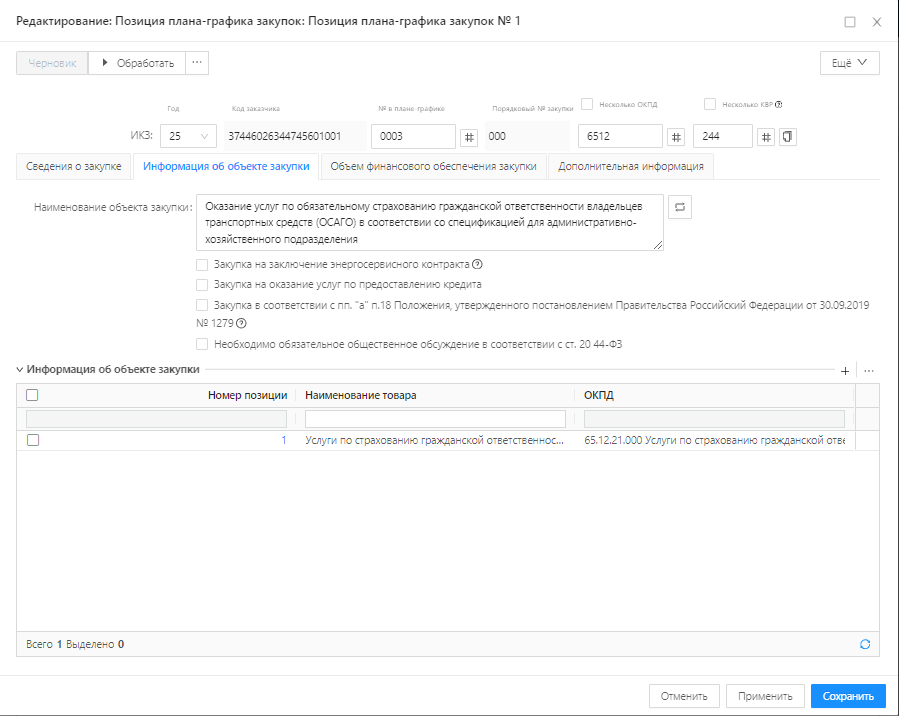 Редактирование: Позиция плана-графика закупок: Позиция плана-графика закупок № 1
Черновик Обработать ... Ещё
Год Код заказчика № в плане-графике Порядковый № закупки Несколько ОКПД Несколько КВР
ИКЗ: 25 37446026344745601001 0003 # 000 6512 # 244 #
Сведения о закупке Информация об объекте закупки Объем финансового обеспечения закупки Дополнительная информация
Наименование объекта закупки: Оказание услуг по обязательному страхованию гражданской ответственности владельцев
транспортных средств (ОСАГО) в соответствии со спецификацией для административно-
хозяйственного подразделения
Закупка на заключение энергосервисного контракта
Закупка на оказание услуг по предоставлению кредита
Закупка в соответствии с пп. "а" п.18 Положения, утвержденного постановлением Правительства Российский Федерации от 30.09.2019
№ 1279
Необходимо обязательное общественное обсуждение в соответствии с ст. 20 44-ФЗ
Информация об объекте закупки + ...
Номер позиции Наименование товара ОКПД
1 Услуги по страхованию гражданской ответственнос... 65.12.21.000 Услуги по страхованию гражданской отве
Всего 1 Выделено 0
Отменить Применить Сохранить